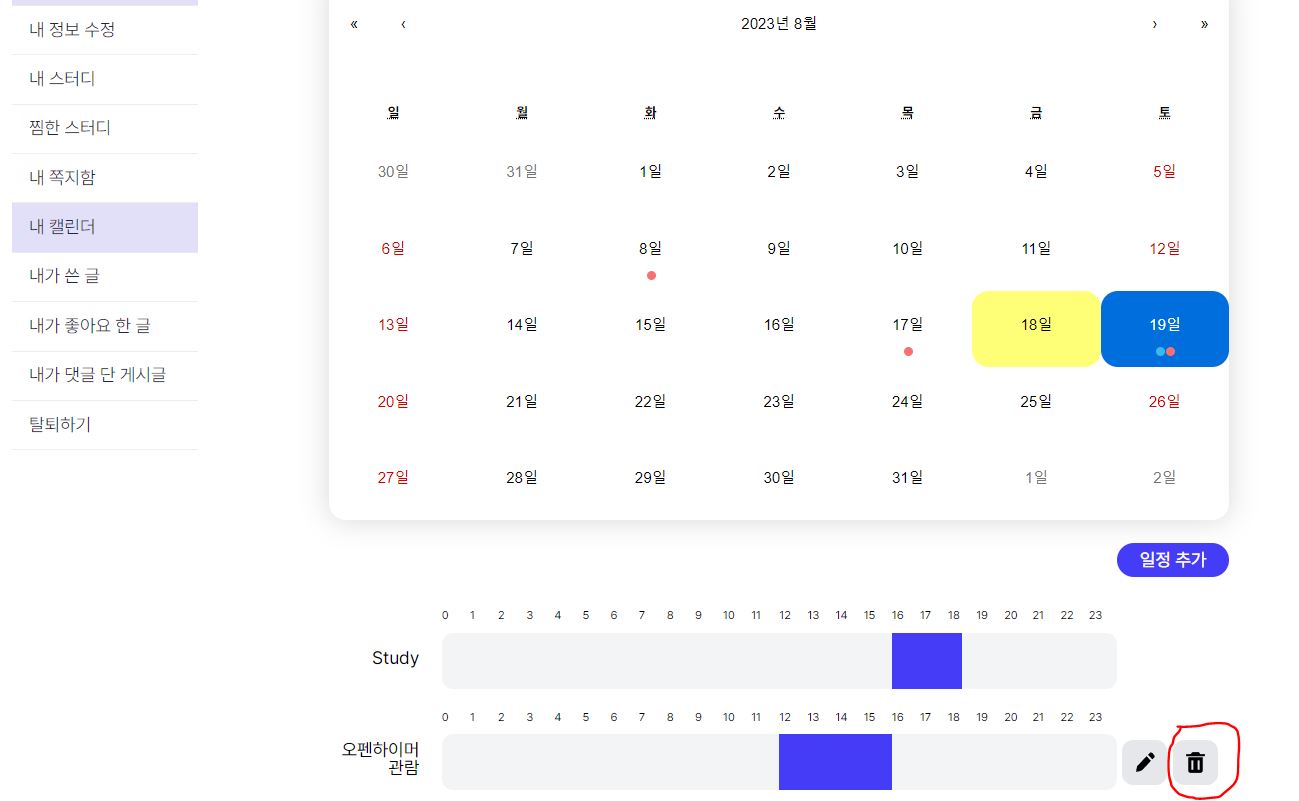 내 정보 수정
내 스터디
찜한 스터디
내 쪽지함
내 캘린더
내가 쓴 글
내가 좋아요 한 글
내가 댓글 단 게시글
탈퇴하기
« ‹ 2023년 8월 › »
일 월 화 수 목 금 토
30일 31일 1일 2일 3일 4일 5일
6일 7일 8일 9일 10일 11일 12일
13일 14일 15일 16일 17일 18일 19일
20일 21일 22일 23일 24일 25일 26일
27일 28일 29일 30일 31일 1일 2일
일정 추가
0 1 2 3 4 5 6 7 8 9 10 11 12 13 14 15 16 17 18 19 20 21 22 23
Study
0 1 2 3 4 5 6 7 8 9 10 11 12 13 14 15 16 17 18 19 20 21 22 23
오펜하이머
관람